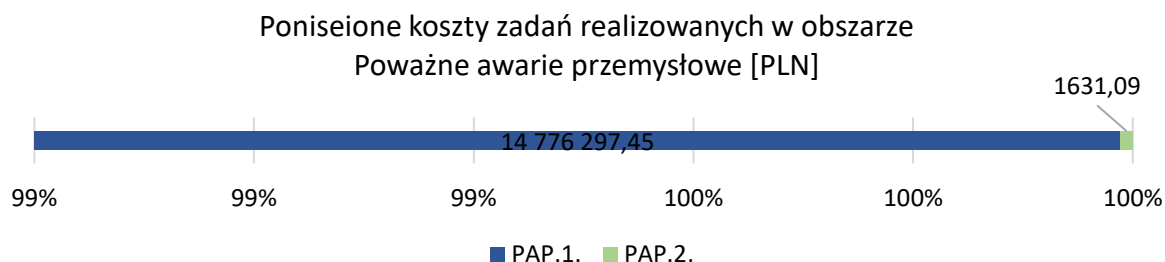 Poniseione koszty zadań realizowanych w obszarze
Poważne awarie przemysłowe [PLN]
1631,09
14 776 297,45
99% 99% 99% 100% 100% 100%
PAP.1. PAP.2.